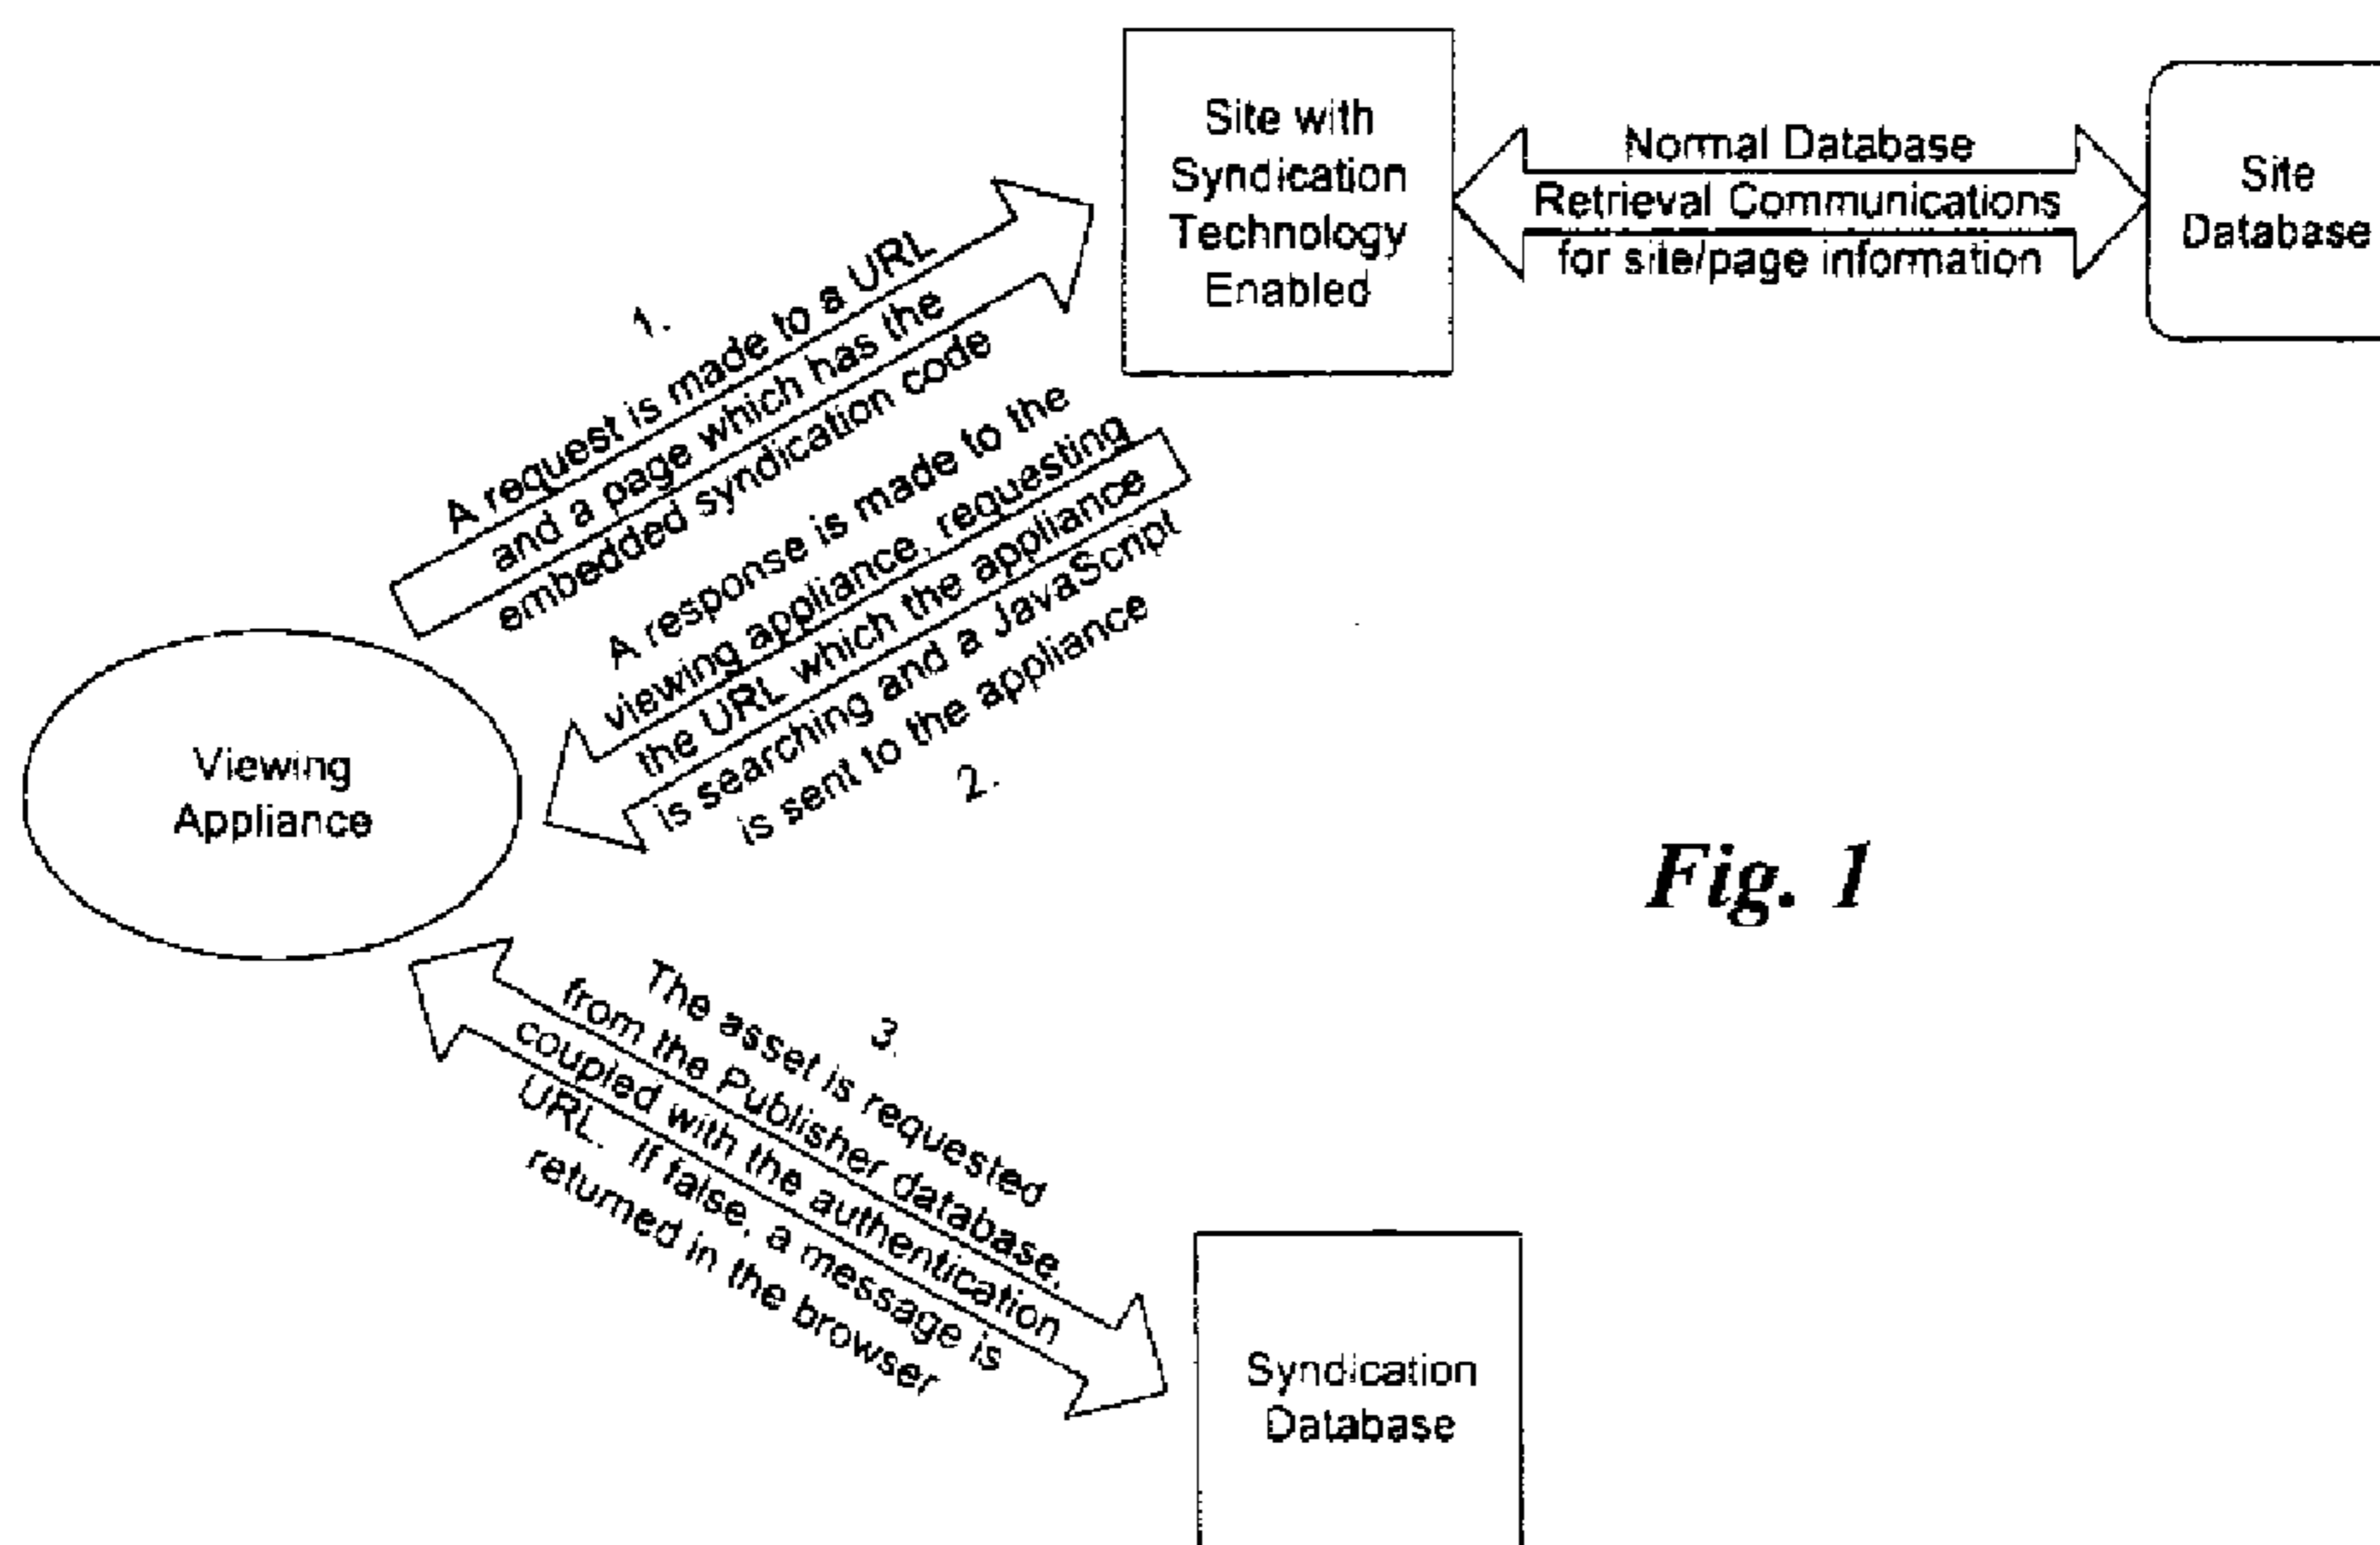 Site with
Syndication
Technology
Enabled
Normal Database
Retrieval Communications
for site/page information
Site
Database
1.
A request is made to a URL
and a page which has the
embedded syndication code
A response is made to the
viewing appliance, requesting
the URL which the appliance
is searching and a JavaScript
is sent to the appliance
2.
Viewing
Appliance
Fig. 1
3.
The asset is requested
from the Publisher database,
coupled with the authentication
URL. If false, a message is
returned in the browser
Syndication
Database